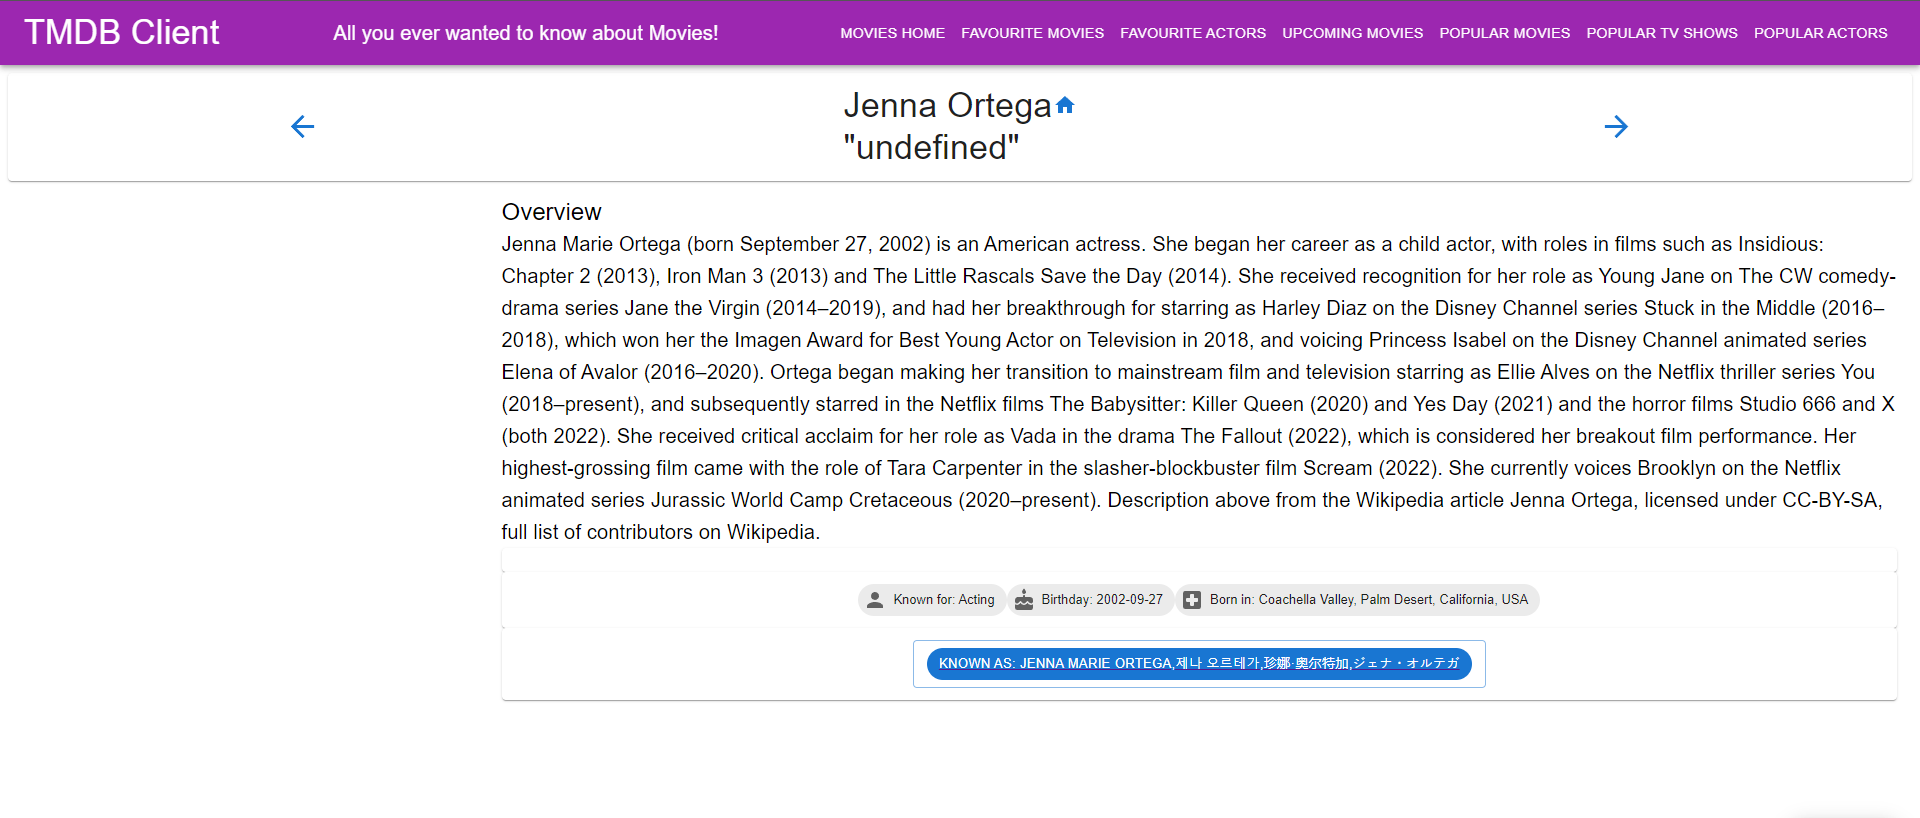 TMDB Client
All you ever wanted to know about Movies!
MOVIES HOME FAVOURITE MOVIES FAVOURITE ACTORS UPCOMING MOVIES POPULAR MOVIES POPULAR TV SHOWS POPULAR ACTORS
Jenna Ortega
"undefined"
Overview
Jenna Marie Ortega (born September 27, 2002) is an American actress. She began her career as a child actor, with roles in films such as Insidious:
Chapter 2 (2013), Iron Man 3 (2013) and The Little Rascals Save the Day (2014). She received recognition for her role as Young Jane on The CW comedy-
drama series Jane the Virgin (2014–2019), and had her breakthrough for starring as Harley Diaz on the Disney Channel series Stuck in the Middle (2016–
2018), which won her the Imagen Award for Best Young Actor on Television in 2018, and voicing Princess Isabel on the Disney Channel animated series
Elena of Avalor (2016–2020). Ortega began making her transition to mainstream film and television starring as Ellie Alves on the Netflix thriller series You
(2018–present), and subsequently starred in the Netflix films The Babysitter: Killer Queen (2020) and Yes Day (2021) and the horror films Studio 666 and X
(both 2022). She received critical acclaim for her role as Vada in the drama The Fallout (2022), which is considered her breakout film performance. Her
highest-grossing film came with the role of Tara Carpenter in the slasher-blockbuster film Scream (2022). She currently voices Brooklyn on the Netflix
animated series Jurassic World Camp Cretaceous (2020–present). Description above from the Wikipedia article Jenna Ortega, licensed under CC-BY-SA,
full list of contributors on Wikipedia.
Known for: Acting
Birthday: 2002-09-27
Born in: Coachella Valley, Palm Desert, California, USA
KNOWN AS: JENNA MARIE ORTEGA,제나 오르테가,珍娜·奧尔特加,ジェナ・オルテガ